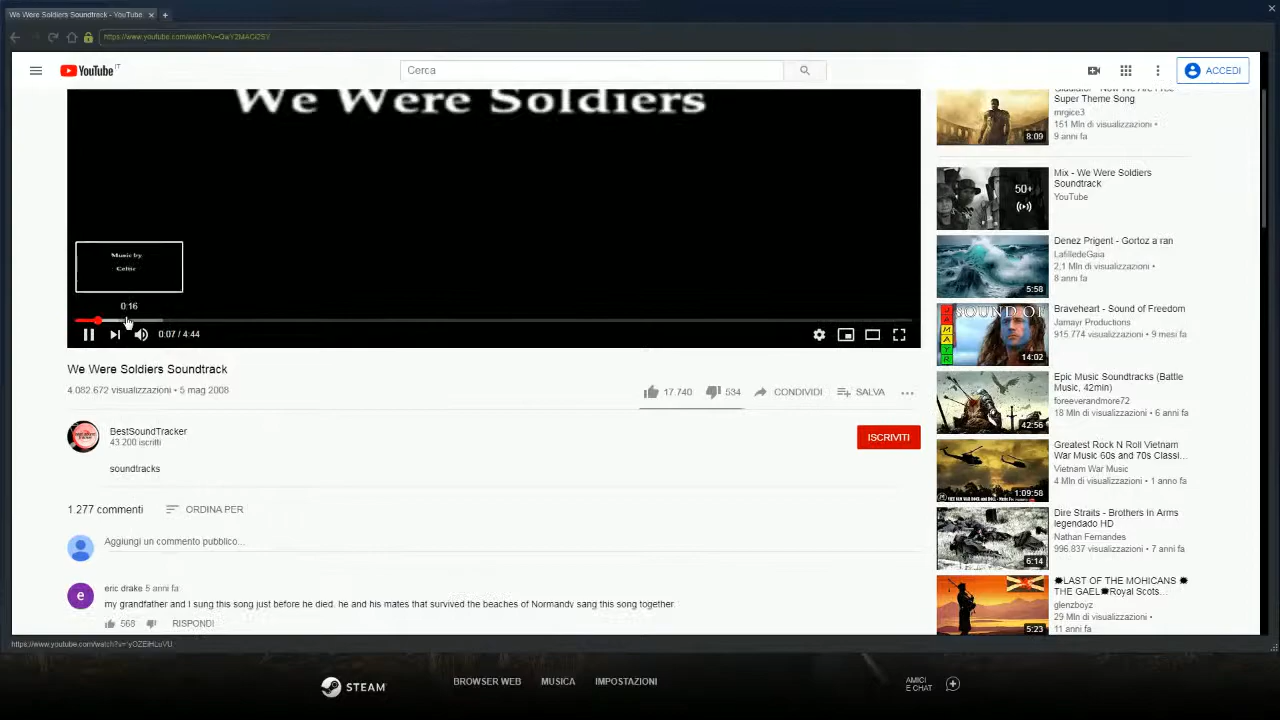 We Were Soldiers Soundtrack - YouTube
YouTube IT
Cerca
ACCEDI
We Were Soldiers
Music by
Celtic
0:16
0:07 / 4:44
We Were Soldiers Soundtrack
4.082.672 visualizzazioni • 5 mag 2008
17.740
534
CONDIVIDI
SALVA
BestSoundTracker
43.200 iscritti
ISCRIVITI
soundtracks
1.277 commenti
ORDINA PER
Aggiungi un commento pubblico...
e
eric drake 5 anni fa
my grandfather and I sung this song just before he died. he and his mates that survived the beaches of Normandy sang this song together.
568
RISPONDI
Super Theme Song
mrgice3
151 Mln di visualizzazioni •
9 anni fa
8:09
Mix - We Were Soldiers
Soundtrack
YouTube
50+
Denez Prigent - Gortoz a ran
LafilledeGaia
2,1 Mln di visualizzazioni •
8 anni fa
5:58
Braveheart - Sound of Freedom
Jamayr Productions
915.774 visualizzazioni • 9 mesi fa
SOUND OF
JAMAYR
14:02
Epic Music Soundtracks (Battle
Music, 42min)
foreeverandmore72
18 Mln di visualizzazioni • 6 anni fa
42:56
Greatest Rock N Roll Vietnam
War Music 60s and 70s Classi...
Vietnam War Music
4 Mln di visualizzazioni • 1 anno fa
1:09:58
Dire Straits - Brothers In Arms
legendado HD
Nathan Fernandes
996.837 visualizzazioni • 7 anni fa
6:14
✸LAST OF THE MOHICANS ✸
THE GAEL✸Royal Scots...
glenzboyz
29 Mln di visualizzazioni •
11 anni fa
5:23
STEAM
BROWSER WEB
MUSICA
IMPOSTAZIONI
AMICI
E CHAT